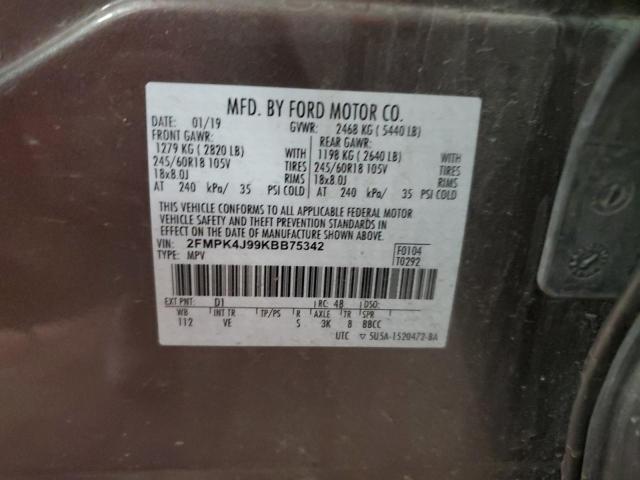 MFD. BY FORD MOTOR CO.
DATE: 01/19 GVWR: 2468 KG ( 5440 LB)
FRONT GAWR: REAR GAWR:
1279 KG ( 2820 LB) WITH 1198 KG ( 2640 LB) WITH
245/60R18 105V TIRES 245/60R18 105V TIRES
18x8.0J RIMS 18x8.0J RIMS
AT 240 kPa/ 35 PSI COLD AT 240 kPa/ 35 PSI COLD
THIS VEHICLE CONFORMS TO ALL APPLICABLE FEDERAL MOTOR
VEHICLE SAFETY AND THEFT PREVENTION STANDARDS IN
EFFECT ON THE DATE OF MANUFACTURE SHOWN ABOVE.
VIN: 2FMPK4J99KBB75342 F0104
TYPE: MPV T0292
EXT PNT: D1 RC: 48 DSO:
WB INT TR TP/PS R AXLE TR SPR
112 VE S 3K 8 BBCC
UTC ▽ 5U5A-1520472-BA